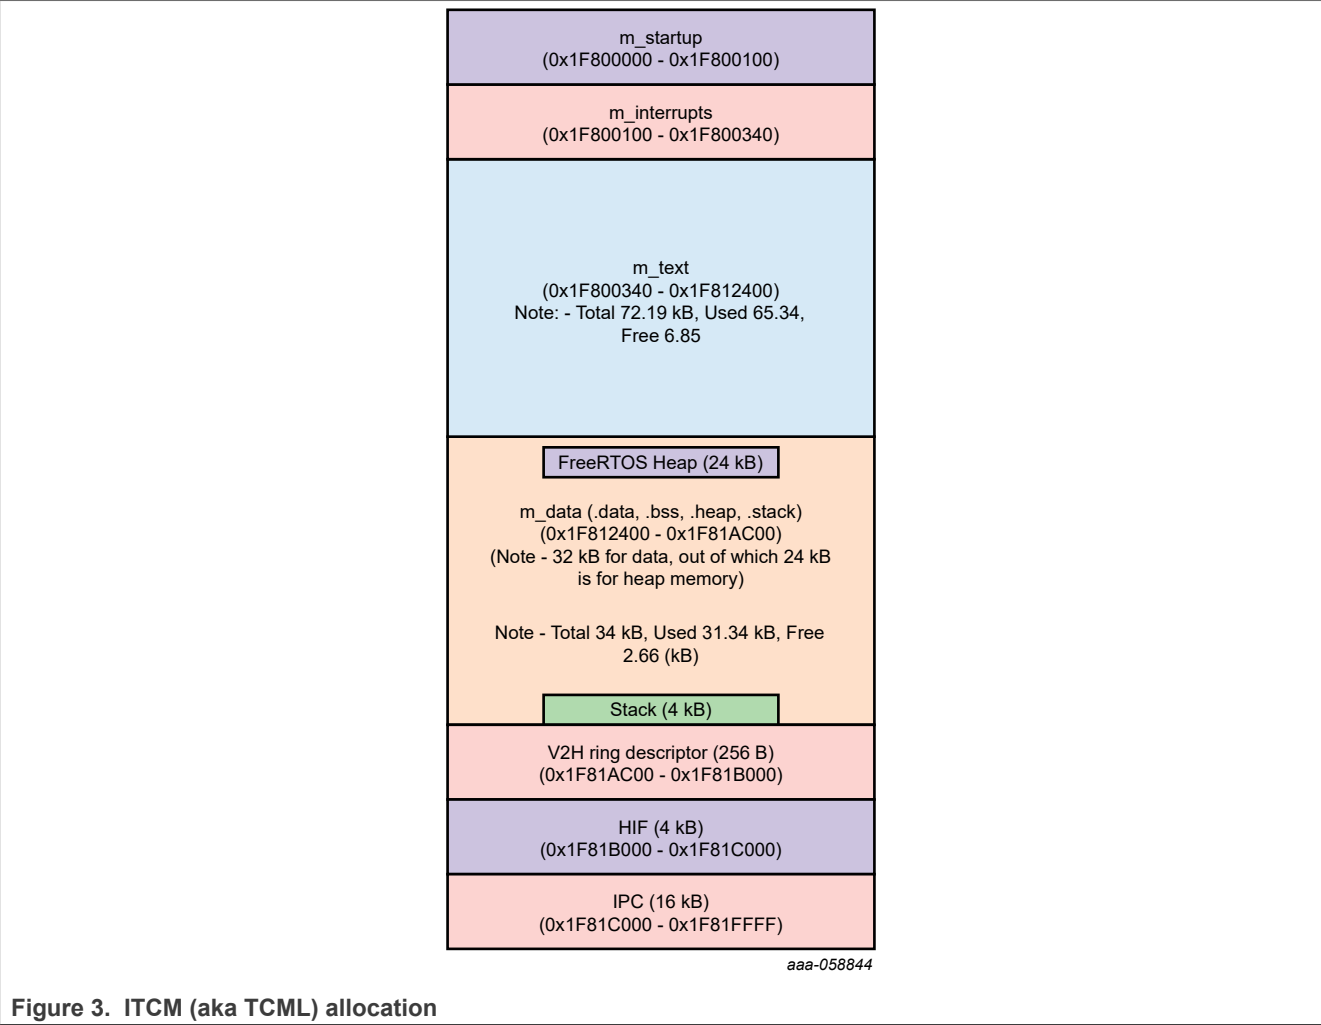 m_startup
(0x1F800000 - 0x1F800100)
m_interrupts
(0x1F800100 - 0x1F800340)
m_text
(0x1F800340 - 0x1F812400)
Note: - Total 72.19 kB, Used 65.34,
Free 6.85
FreeRTOS Heap (24 kB)
m_data (.data, .bss, .heap, .stack)
(0x1F812400 - 0x1F81AC00)
(Note - 32 kB for data, out of which 24 kB
is for heap memory)
Note - Total 34 kB, Used 31.34 kB, Free
2.66 (kB)
Stack (4 kB)
V2H ring descriptor (256 B)
(0x1F81AC00 - 0x1F81B000)
HIF (4 kB)
(0x1F81B000 - 0x1F81C000)
IPC (16 kB)
(0x1F81C000 - 0x1F81FFFF)
aaa-058844
Figure 3. ITCM (aka TCML) allocation